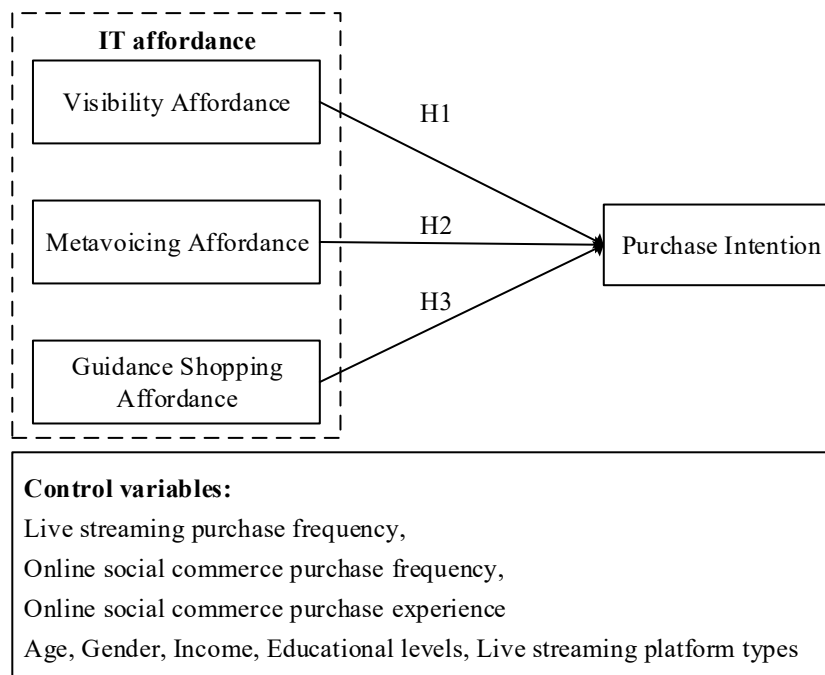 IT affordance
Visibility Affordance
H1
Metavoicing Affordance
H2
Purchase Intention
H3
Guidance Shopping
Affordance
Control variables:
Live streaming purchase frequency,
Online social commerce purchase frequency,
Online social commerce purchase experience
Age, Gender, Income, Educational levels, Live streaming platform types